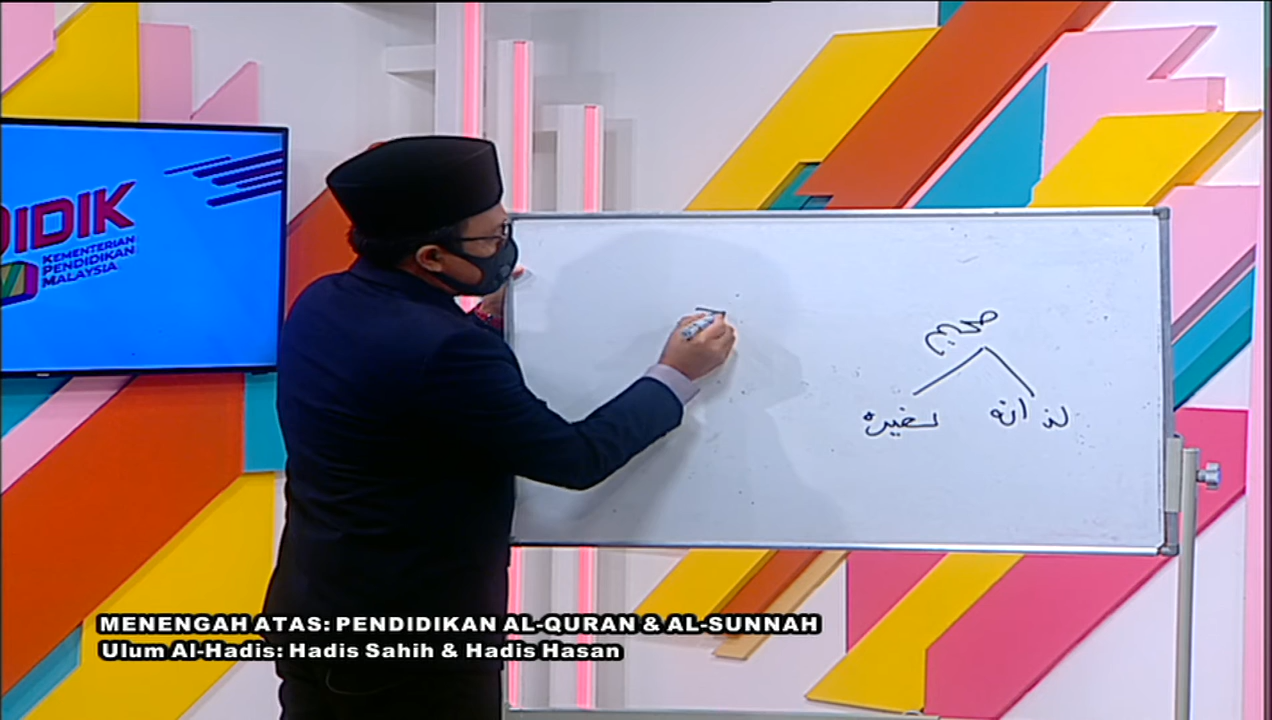 DIDIK
KEMENTERIAN
PENDIDIKAN
MALAYSIA
صحيح
لذاته لغيره
MENENGAH ATAS: PENDIDIKAN AL-QURAN & AL-SUNNAH
Ulum Al-Hadis: Hadis Sahih & Hadis Hasan